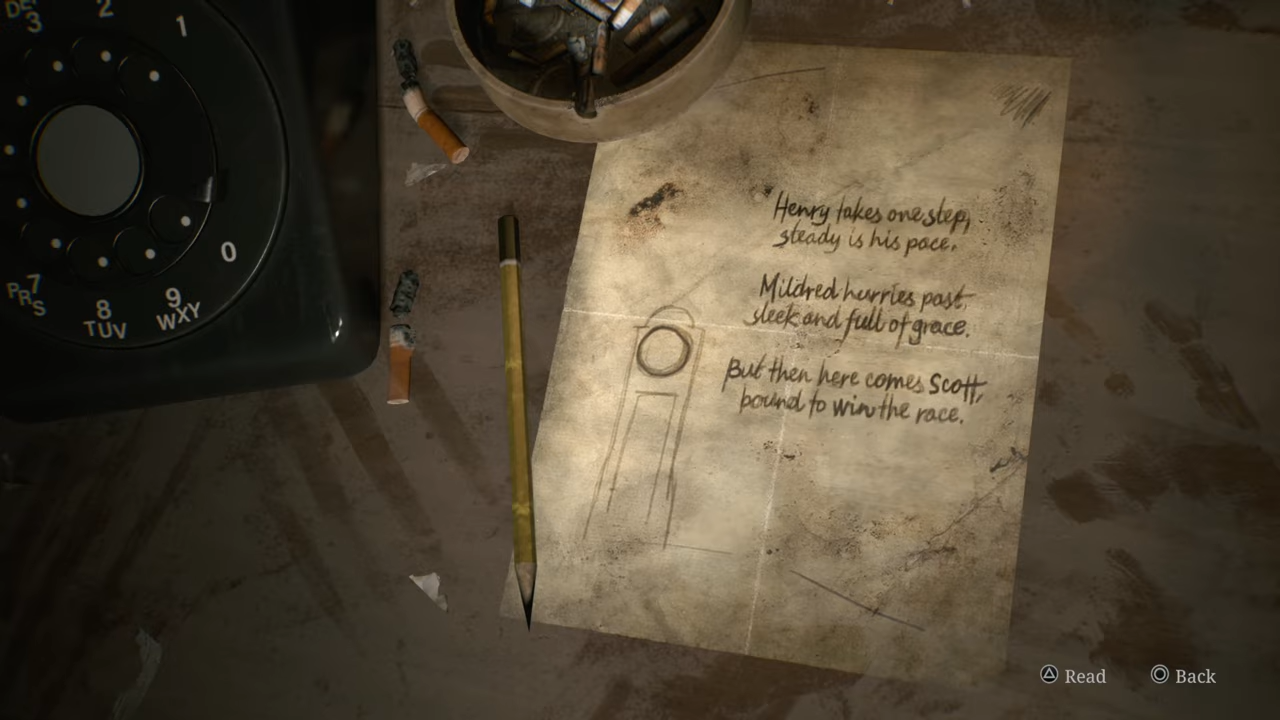 DEF
3
2
1
0
PRS
7
8
TUV
9
WXY
Henry takes one step,
steady is his pace.
Mildred hurries past,
sleek and full of grace.
But then here comes Scott,
bound to win the race.
Read
Back